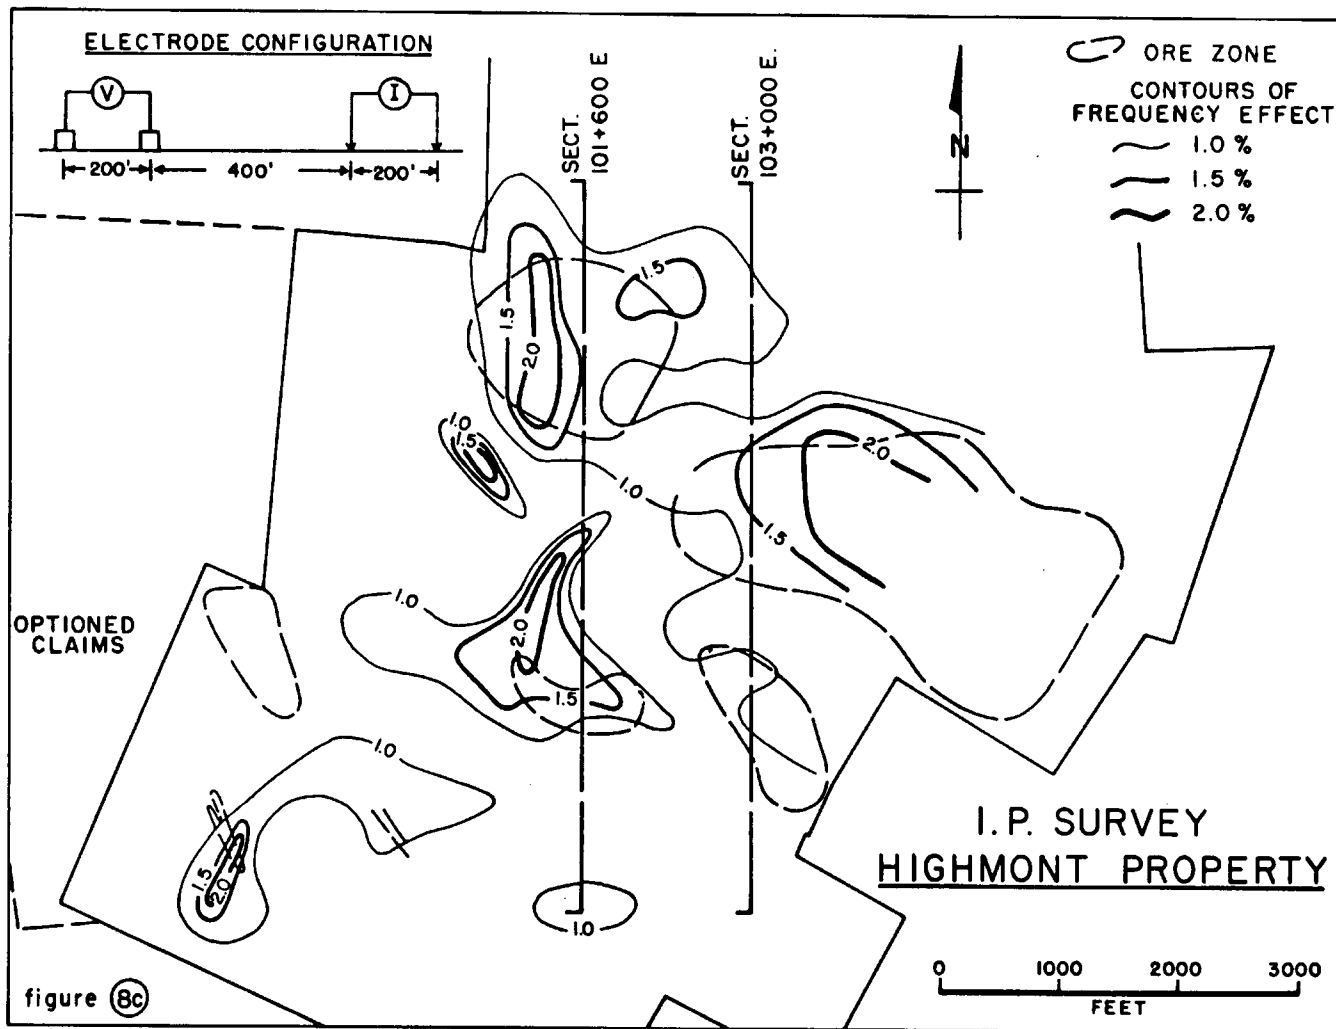 ELECTRODE CONFIGURATION
V
I
200'
400'
200'
SECT.
101+600 E
SECT.
103+000 E.
N
ORE ZONE
CONTOURS OF
FREQUENCY EFFECT
1.0 %
1.5 %
2.0 %
1.5
1.5
2.0
1.0
1.5
1.0
2.0
1.5
1.0
2.0
1.5
OPTIONED
CLAIMS
1.0
1.5
2.0
1.0
I.P. SURVEY
HIGHMONT PROPERTY
0 1000 2000 3000
FEET
figure 8c